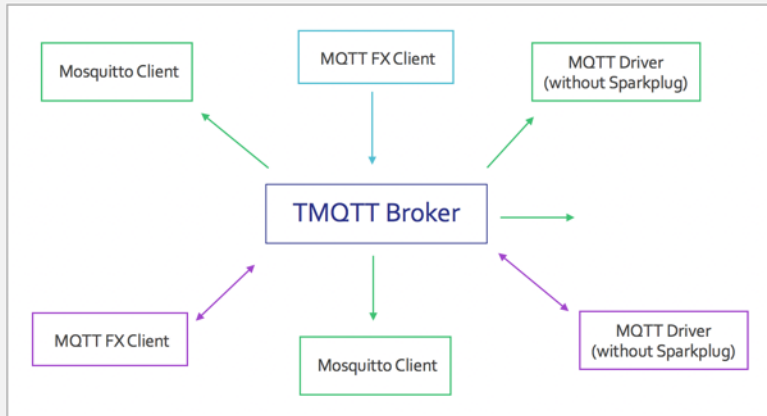 Mosquitto Client
MQTT FX Client
MQTT Driver
(without Sparkplug)
TMQTT Broker
MQTT FX Client
Mosquitto Client
MQTT Driver
(without Sparkplug)